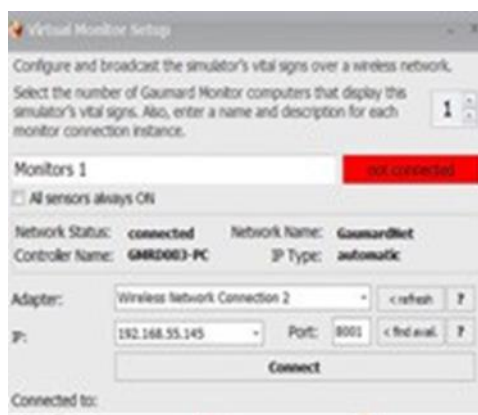 Virtual Monitor Setup
Configure and broadcast the simulator's vital signs over a wireless network.
Select the number of Gaumard Monitor computers that display this
simulator's vital signs. Also, enter a name and description for each
monitor connection instance.
1
Monitors 1
not connected
All sensors always ON
Network Status: connected Network Name: GaumardNet
Controller Name: GMRD003-PC IP Type: automatic
Adapter: Wireless Network Connection 2 < refresh ?
IP: 192.168.55.145 Port: 8001 < find avail. ?
Connect
Connected to: